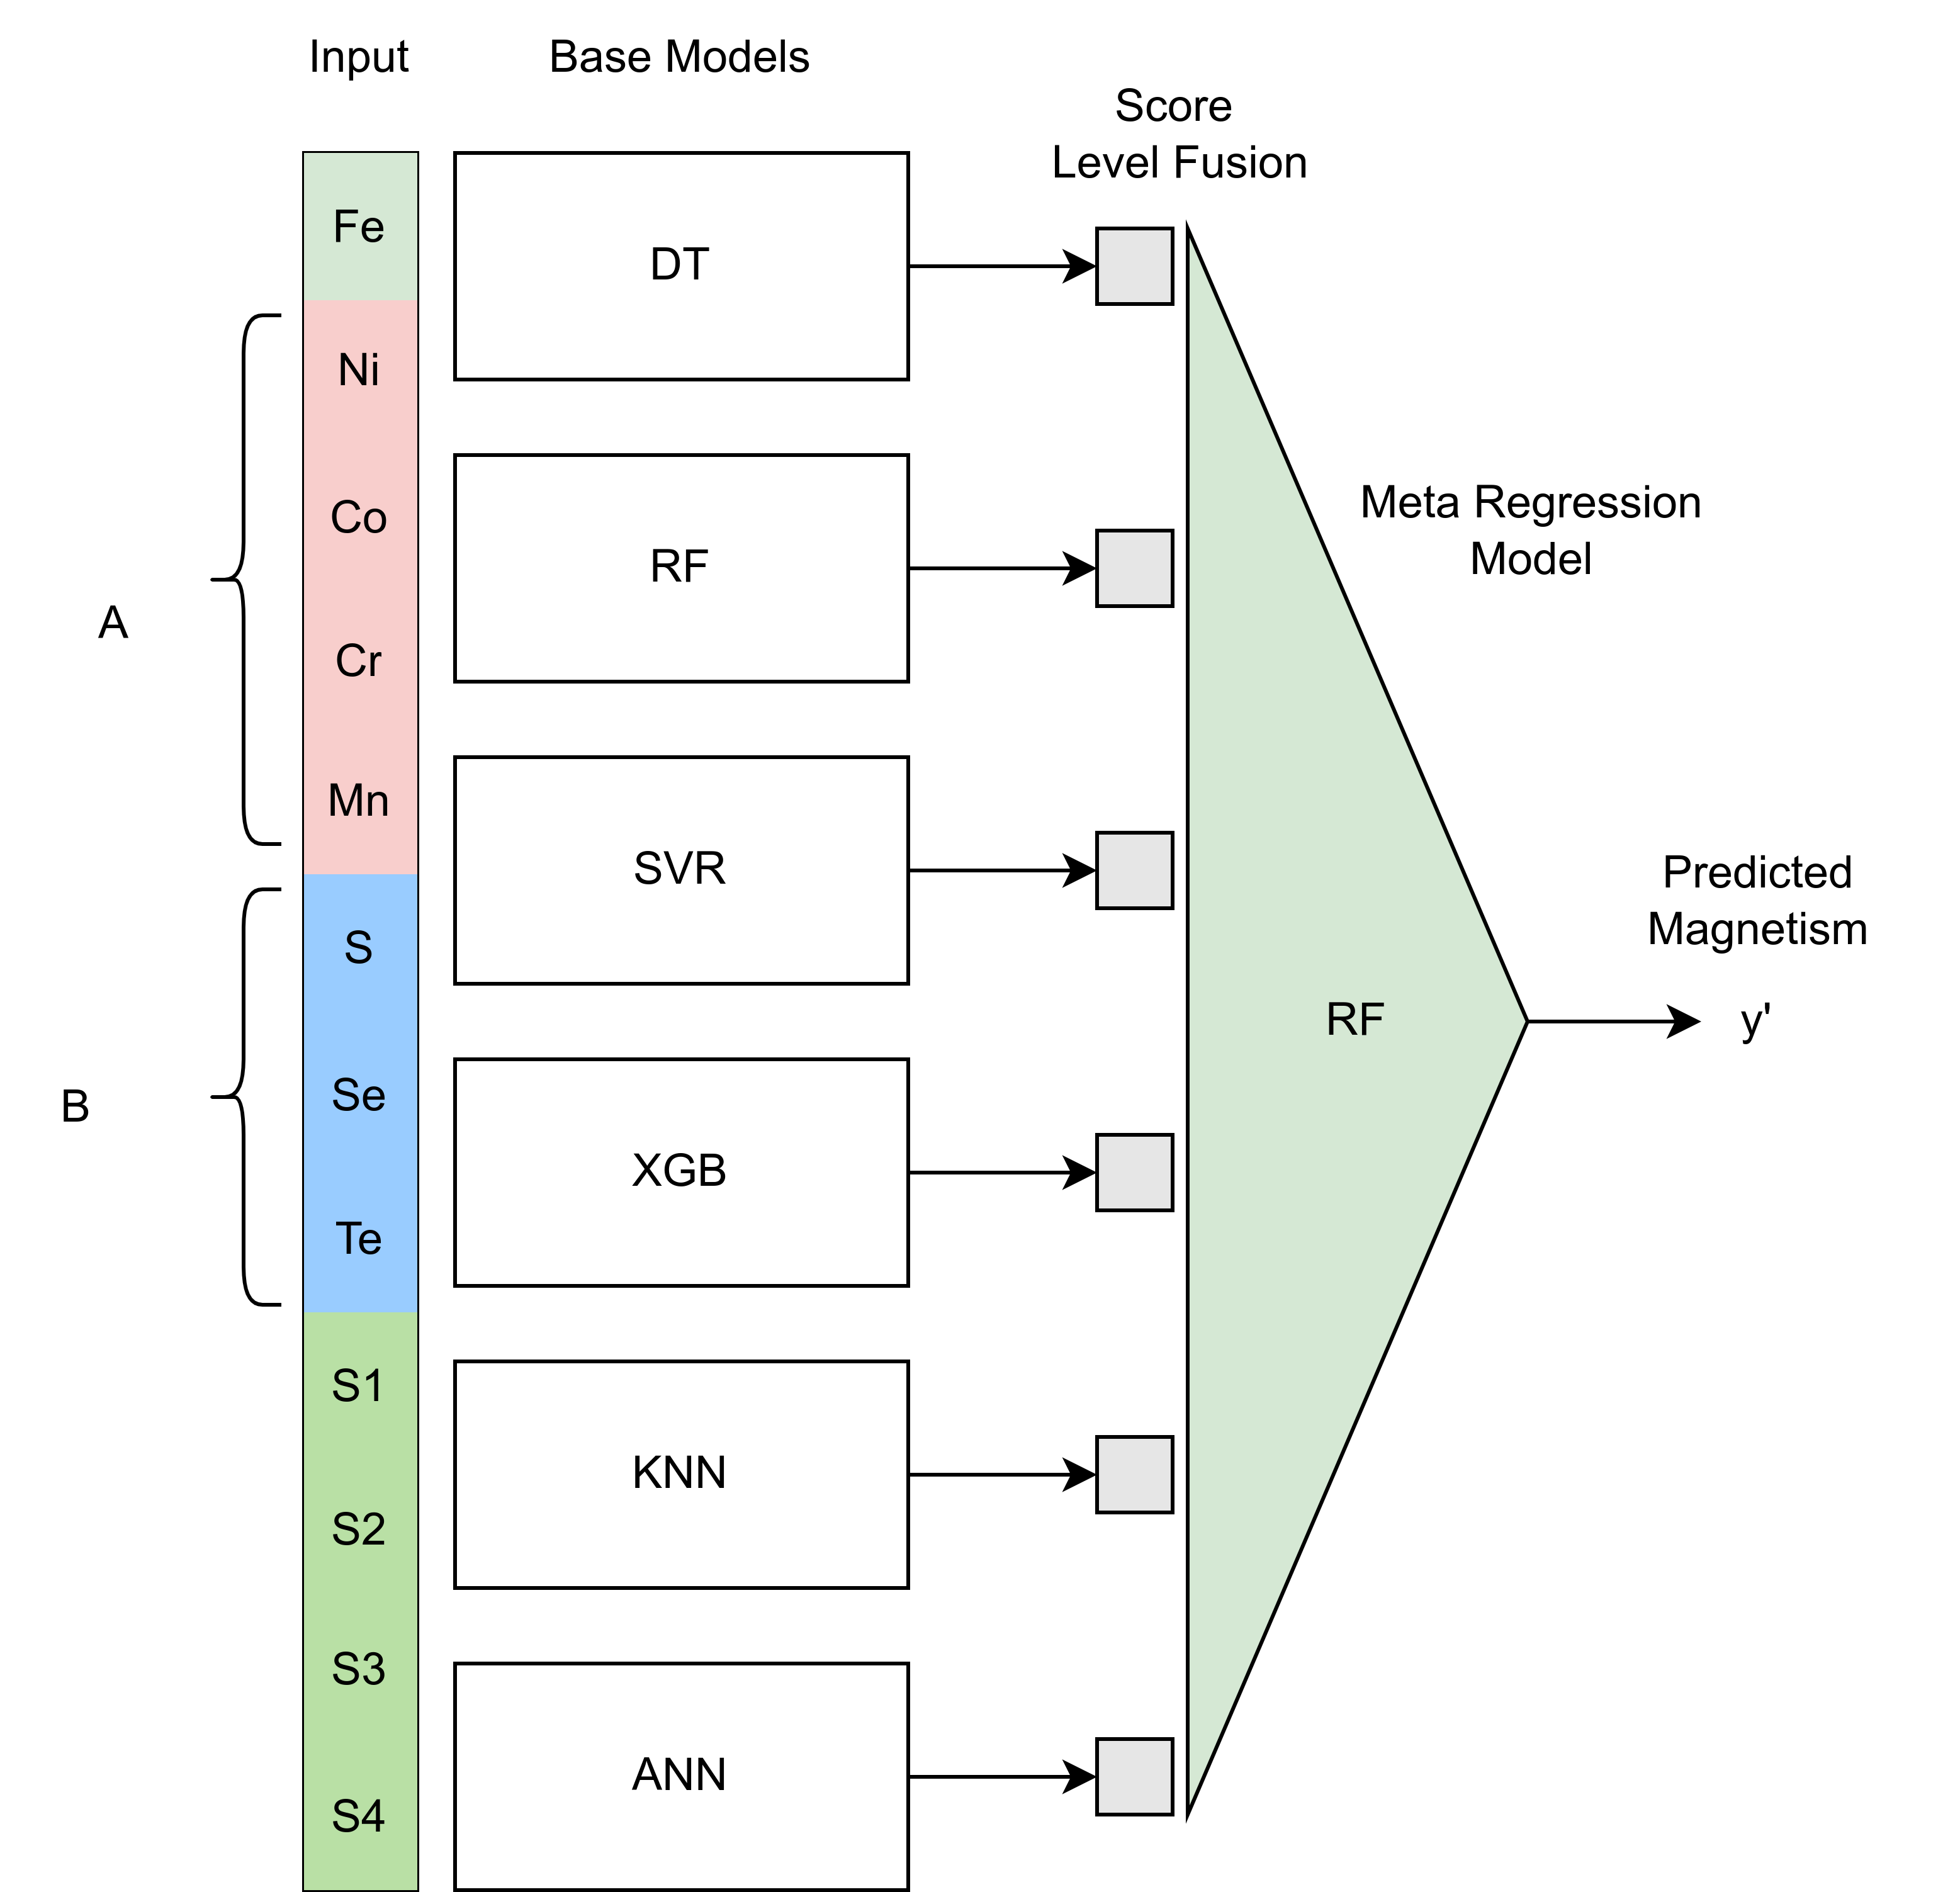 Input
Base Models
Score
Level Fusion
Fe
Ni
Co
Cr
Mn
S
Se
Te
S1
S2
S3
S4
A
B
DT
RF
SVR
XGB
KNN
ANN
Meta Regression
Model
RF
Predicted
Magnetism
y'